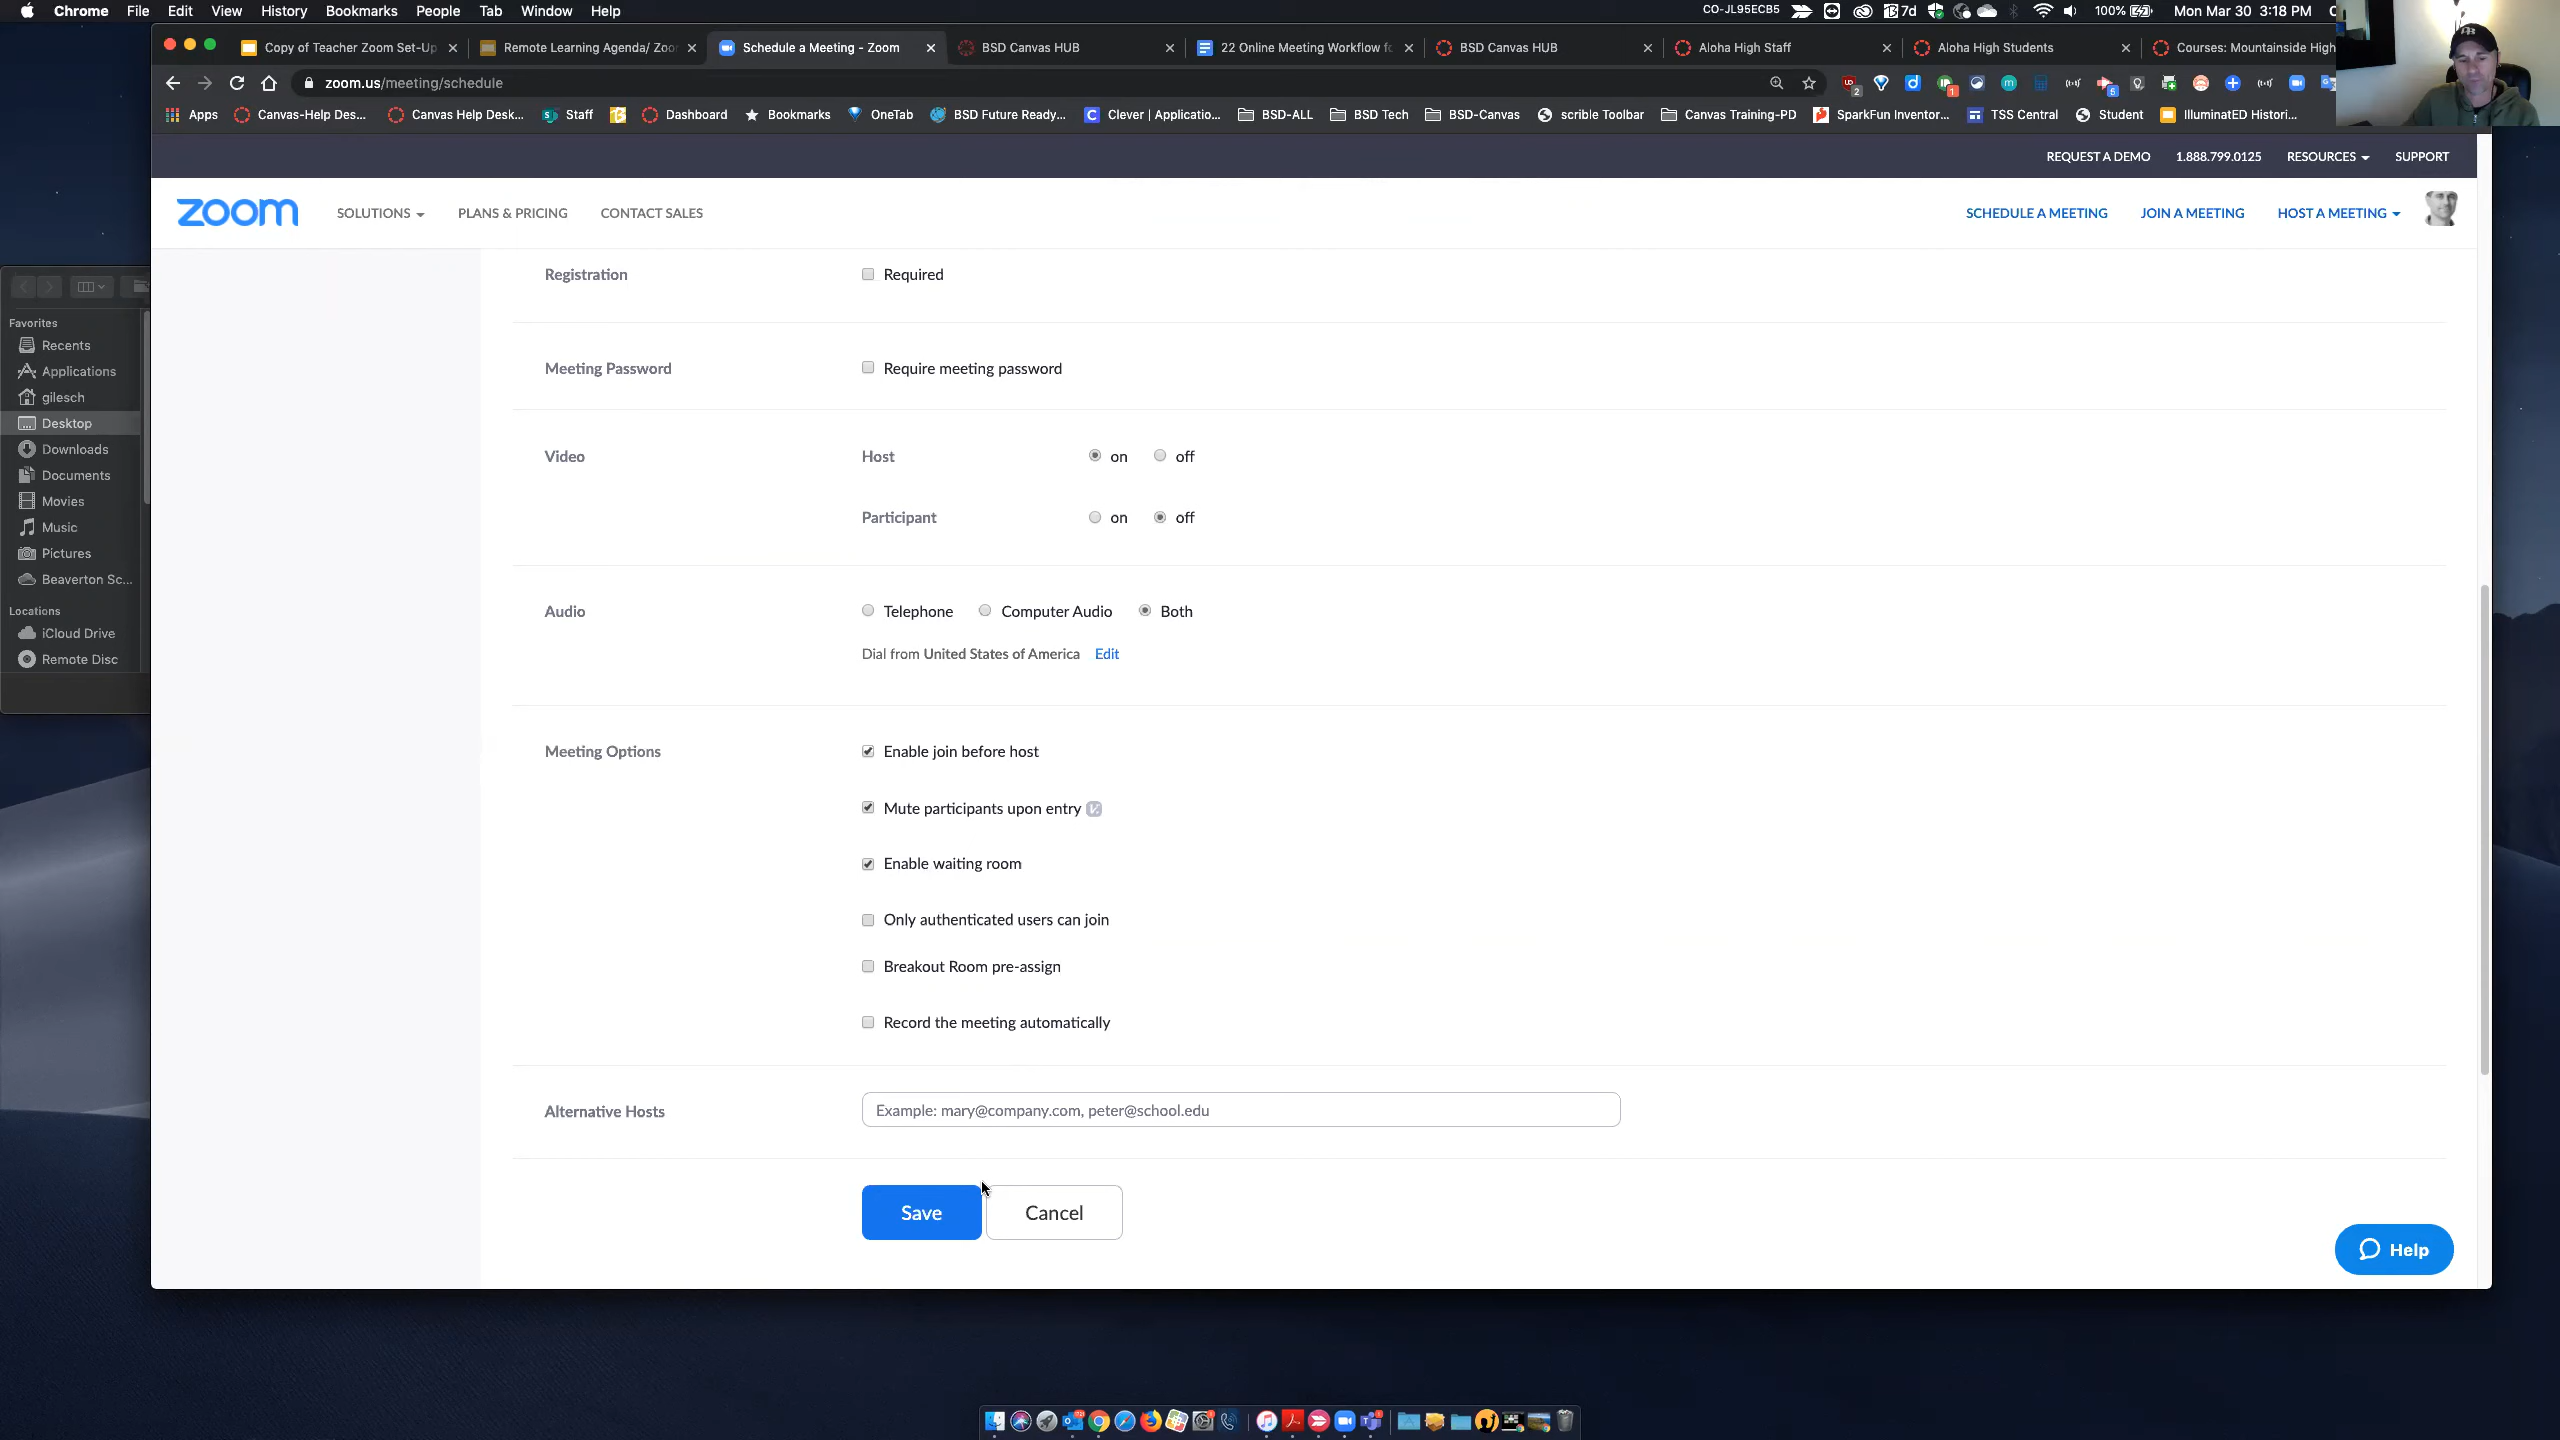 Chrome File Edit View History Bookmarks People Tab Window Help
CO-JL95ECB5 7d 100% Mon Mar 30 3:18 PM
Copy of Teacher Zoom Set-Up
Remote Learning Agenda/ Zoo
Schedule a Meeting - Zoom
BSD Canvas HUB
22 Online Meeting Workflow fo
BSD Canvas HUB
Aloha High Staff
Aloha High Students
Courses: Mountainside High
zoom.us/meeting/schedule
Apps Canvas-Help Des... Canvas Help Desk... Staff Dashboard Bookmarks OneTab BSD Future Ready... Clever | Applicatio... BSD-ALL BSD Tech BSD-Canvas scrible Toolbar Canvas Training-PD SparkFun Inventor... TSS Central Student IlluminatED Histori...
REQUEST A DEMO 1.888.799.0125 RESOURCES SUPPORT
zoom SOLUTIONS PLANS & PRICING CONTACT SALES SCHEDULE A MEETING JOIN A MEETING HOST A MEETING
Favorites
Recents
Applications
gilesch
Desktop
Downloads
Documents
Movies
Music
Pictures
Beaverton Sc...
Locations
iCloud Drive
Remote Disc
Registration Required
Meeting Password Require meeting password
Video Host on off
Participant on off
Audio Telephone Computer Audio Both
Dial from United States of America Edit
Meeting Options Enable join before host
Mute participants upon entry
Enable waiting room
Only authenticated users can join
Breakout Room pre-assign
Record the meeting automatically
Alternative Hosts Example: mary@company.com, peter@school.edu
Save Cancel
Help